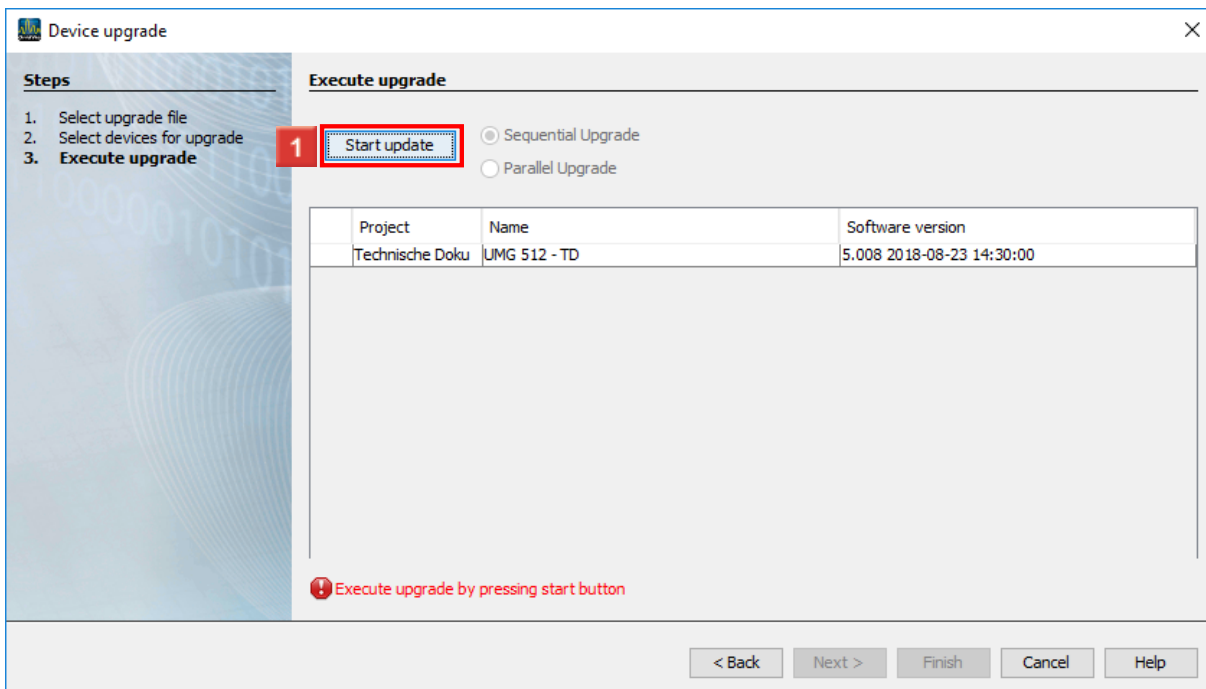 Device upgrade
Steps
1. Select upgrade file
2. Select devices for upgrade
3. Execute upgrade
Execute upgrade
1
Start update
Sequential Upgrade
Parallel Upgrade
Project Name Software version
Technische Doku UMG 512 - TD 5.008 2018-08-23 14:30:00
Execute upgrade by pressing start button
< Back Next > Finish Cancel Help